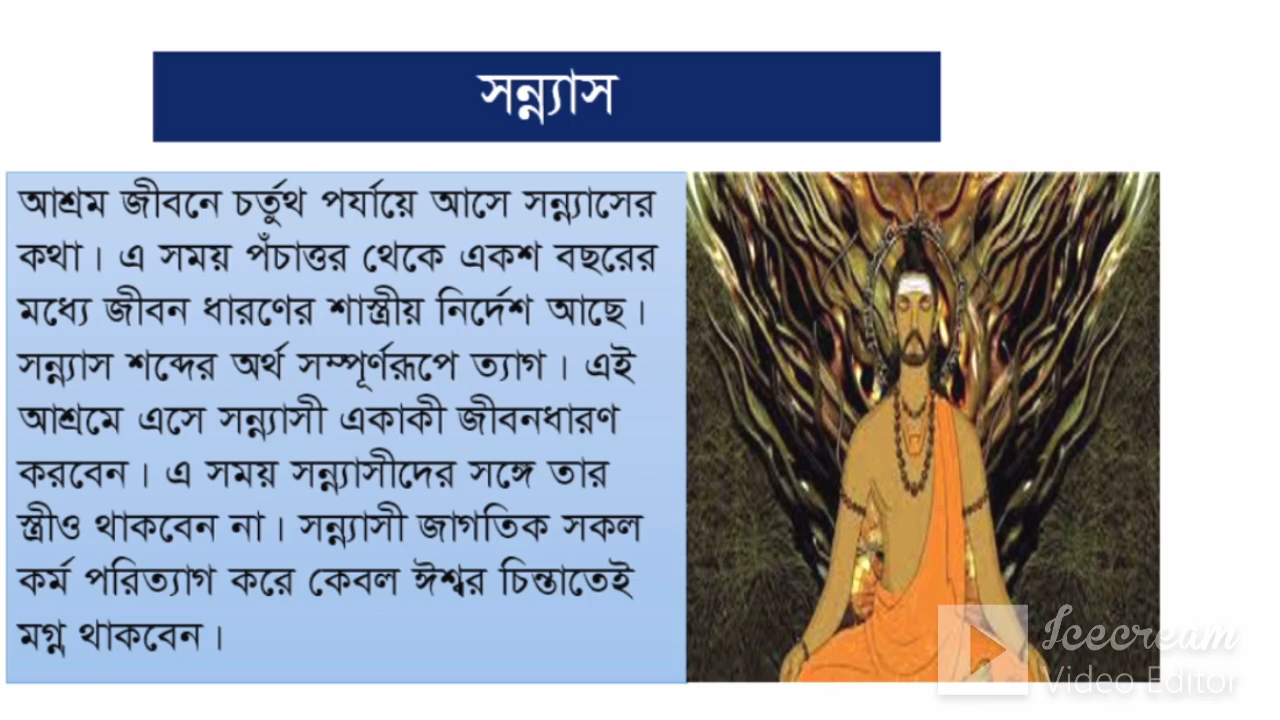 সন্ন্যাস
আশ্রম জীবনে চর্তুথ পর্যায়ে আসে সন্ন্যাসের
কথা। এ সময় পঁচাত্তর থেকে একশ বছরের
মধ্যে জীবন ধারণের শাস্ত্রীয় নির্দেশ আছে।
সন্ন্যাস শব্দের অর্থ সম্পূর্ণরূপে ত্যাগ। এই
আশ্রমে এসে সন্ন্যাসী একাকী জীবনধারণ
করবেন। এ সময় সন্ন্যাসীদের সঙ্গে তার
স্ত্রীও থাকবেন না। সন্ন্যাসী জাগতিক সকল
কর্ম পরিত্যাগ করে কেবল ঈশ্বর চিন্তাতেই
মগ্ন থাকবেন।
Icecream
Video Editor